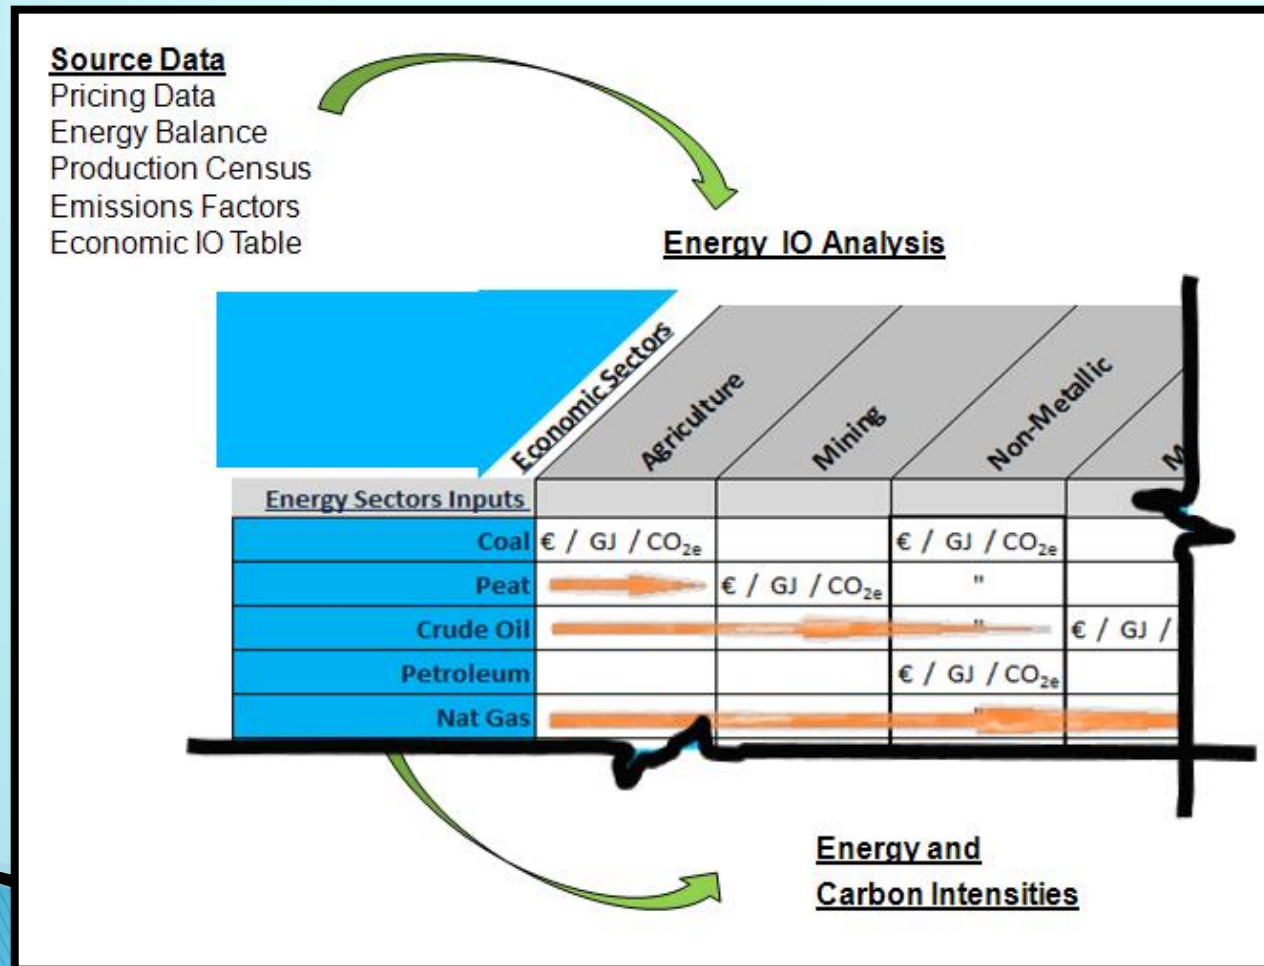 Source Data
Pricing Data
Energy Balance
Production Census
Emissions Factors
Economic IO Table
Energy IO Analysis
Economic Sectors
Agriculture
Mining
Non-Metallic
Energy Sectors Inputs
Coal € / GJ / CO₂e € / GJ / CO₂e
Peat € / GJ / CO₂e "
Crude Oil " € / GJ /
Petroleum € / GJ / CO₂e
Nat Gas "
Energy and
Carbon Intensities